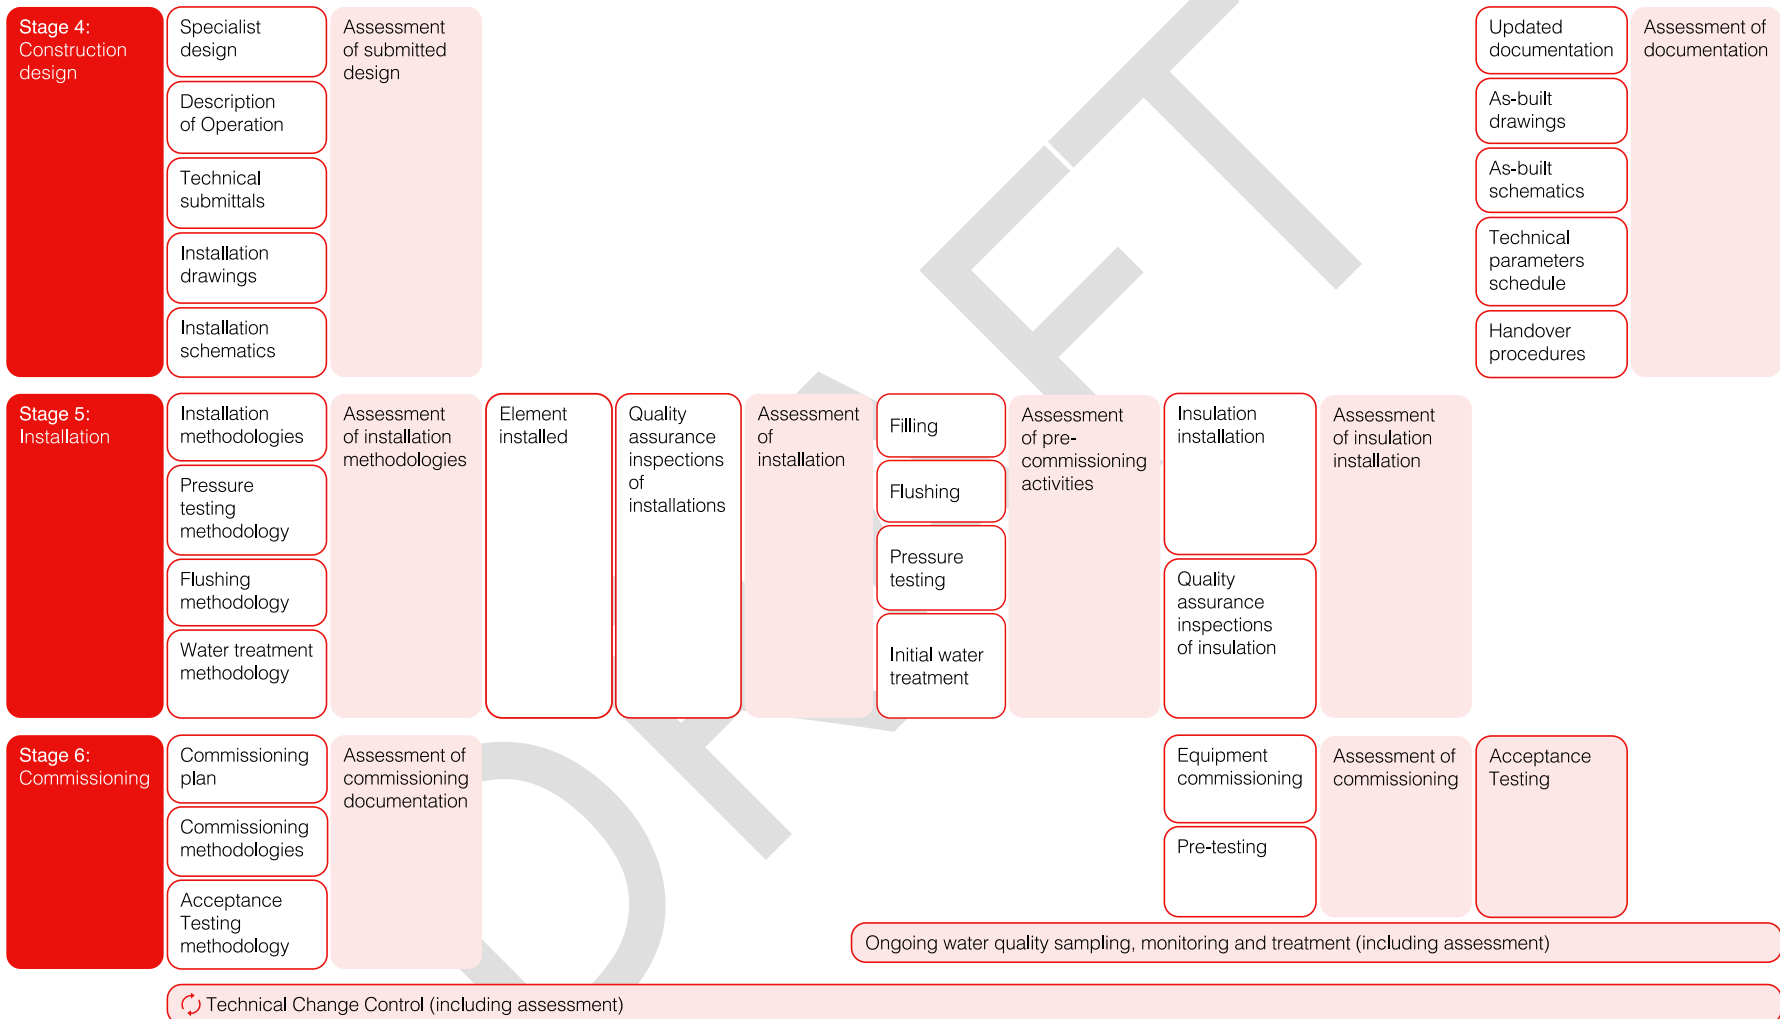 Stage 4:
Construction
design
Specialist
design
Description
of Operation
Technical
submittals
Installation
drawings
Installation
schematics
Assessment
of submitted
design
Updated
documentation
As-built
drawings
As-built
schematics
Technical
parameters
schedule
Handover
procedures
Assessment of
documentation
Stage 5:
Installation
Installation
methodologies
Pressure
testing
methodology
Flushing
methodology
Water treatment
methodology
Assessment
of installation
methodologies
Element
installed
Quality
assurance
inspections
of
installations
Assessment
of
installation
Filling
Flushing
Pressure
testing
Initial water
treatment
Assessment
of pre-
commissioning
activities
Insulation
installation
Quality
assurance
inspections
of insulation
Assessment
of insulation
installation
Stage 6:
Commissioning
Commissioning
plan
Commissioning
methodologies
Acceptance
Testing
methodology
Assessment of
commissioning
documentation
Equipment
commissioning
Pre-testing
Assessment of
commissioning
Acceptance
Testing
Ongoing water quality sampling, monitoring and treatment (including assessment)
Technical Change Control (including assessment)
DRAFT